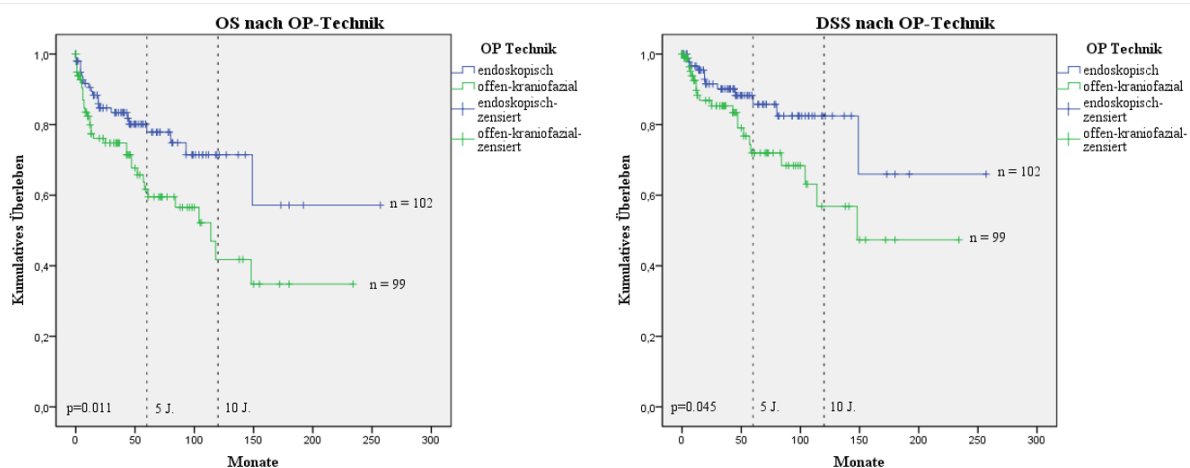 OS nach OP-Technik
OP Technik
endoskopisch
offen-kraniofazial
endoskopisch-
zensiert
offen-kraniofazial-
zensiert
Kumulatives Überleben
1,0
0,8
0,6
0,4
0,2
0,0
n = 102
n = 99
p=0.011
5 J.
10 J.
0
50
100
150
200
250
300
Monate
DSS nach OP-Technik
OP Technik
endoskopisch
offen-kraniofazial
endoskopisch-
zensiert
offen-kraniofazial-
zensiert
Kumulatives Überleben
1,0
0,8
0,6
0,4
0,2
0,0
n = 102
n = 99
p=0.045
5 J.
10 J.
0
50
100
150
200
250
300
Monate